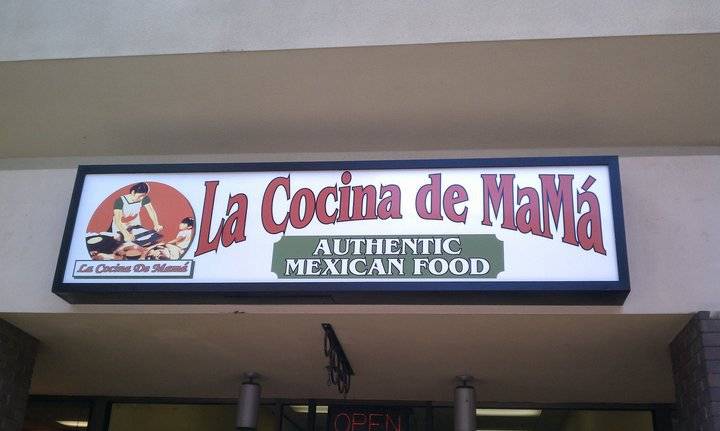 La Cocina de MaMá
AUTHENTIC
MEXICAN FOOD
La Cocina De Mamá
OPEN